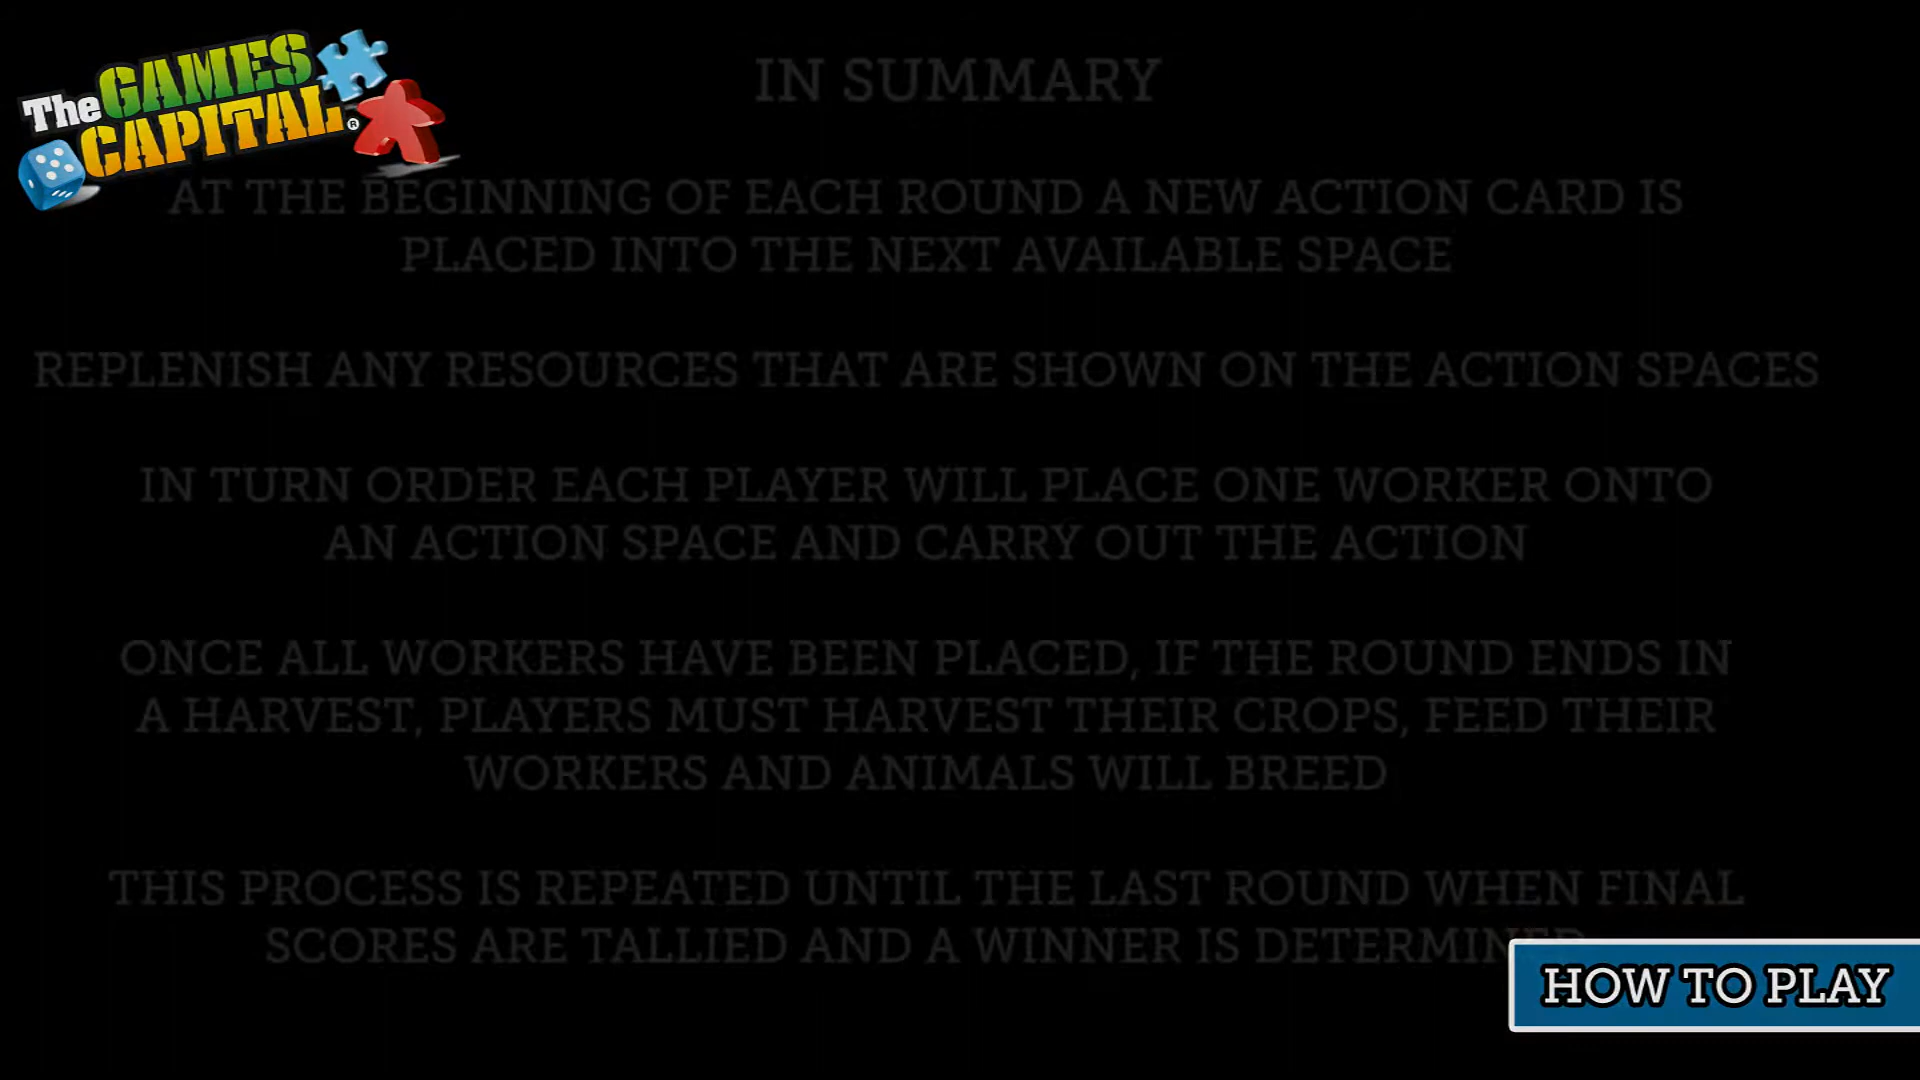 The GAMES
CAPITAL®
IN SUMMARY
AT THE BEGINNING OF EACH ROUND A NEW ACTION CARD IS
PLACED INTO THE NEXT AVAILABLE SPACE
REPLENISH ANY RESOURCES THAT ARE SHOWN ON THE ACTION SPACES
IN TURN ORDER EACH PLAYER WILL PLACE ONE WORKER ONTO
AN ACTION SPACE AND CARRY OUT THE ACTION
ONCE ALL WORKERS HAVE BEEN PLACED, IF THE ROUND ENDS IN
A HARVEST, PLAYERS MUST HARVEST THEIR CROPS, FEED THEIR
WORKERS AND ANIMALS WILL BREED
THIS PROCESS IS REPEATED UNTIL THE LAST ROUND WHEN FINAL
SCORES ARE TALLIED AND A WINNER IS DETERMINED
HOW TO PLAY